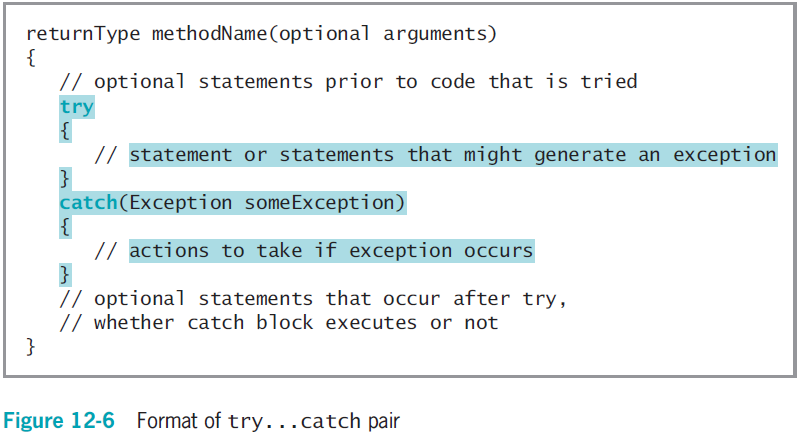 returnType methodName(optional arguments)
{
// optional statements prior to code that is tried
try
{
// statement or statements that might generate an exception
}
catch(Exception someException)
{
// actions to take if exception occurs
}
// optional statements that occur after try,
// whether catch block executes or not
}
Figure 12-6 Format of try...catch pair